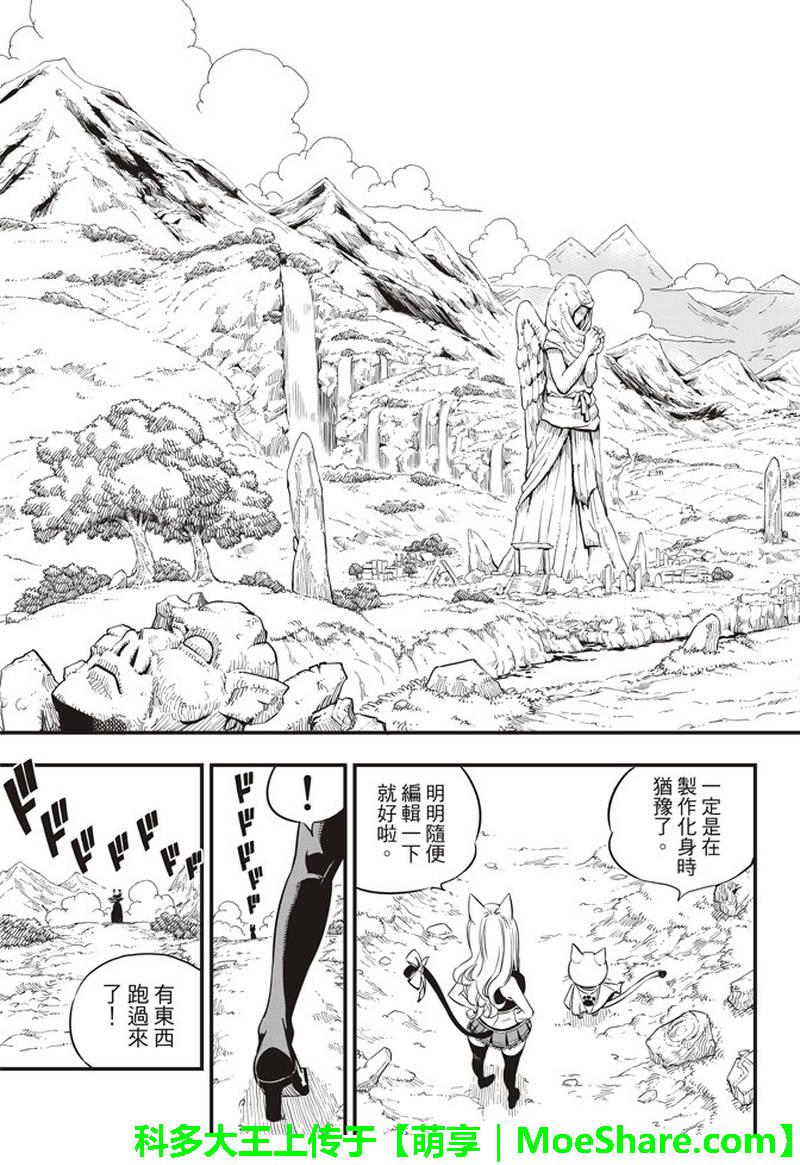 一定是在
製作化身時
猶豫了。
明明隨便
編輯一下
就好啦。
！
ドドドド
ドドドド
有東西
跑過來
了！
科多大王上传于【萌享】| MoeShare.com】